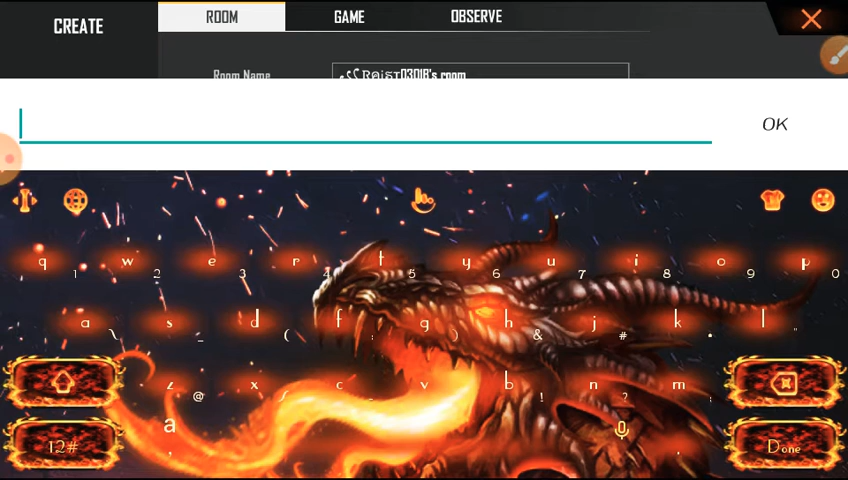 CREATE
ROOM GAME OBSERVE
Room Name
OK
q w e r t y u i o p
1 2 3 4 5 6 7 8 9 0
a s d f g h j k l
_ ( : ) & # "
z x c v b n m
@ ! ?
a
12# , . Done